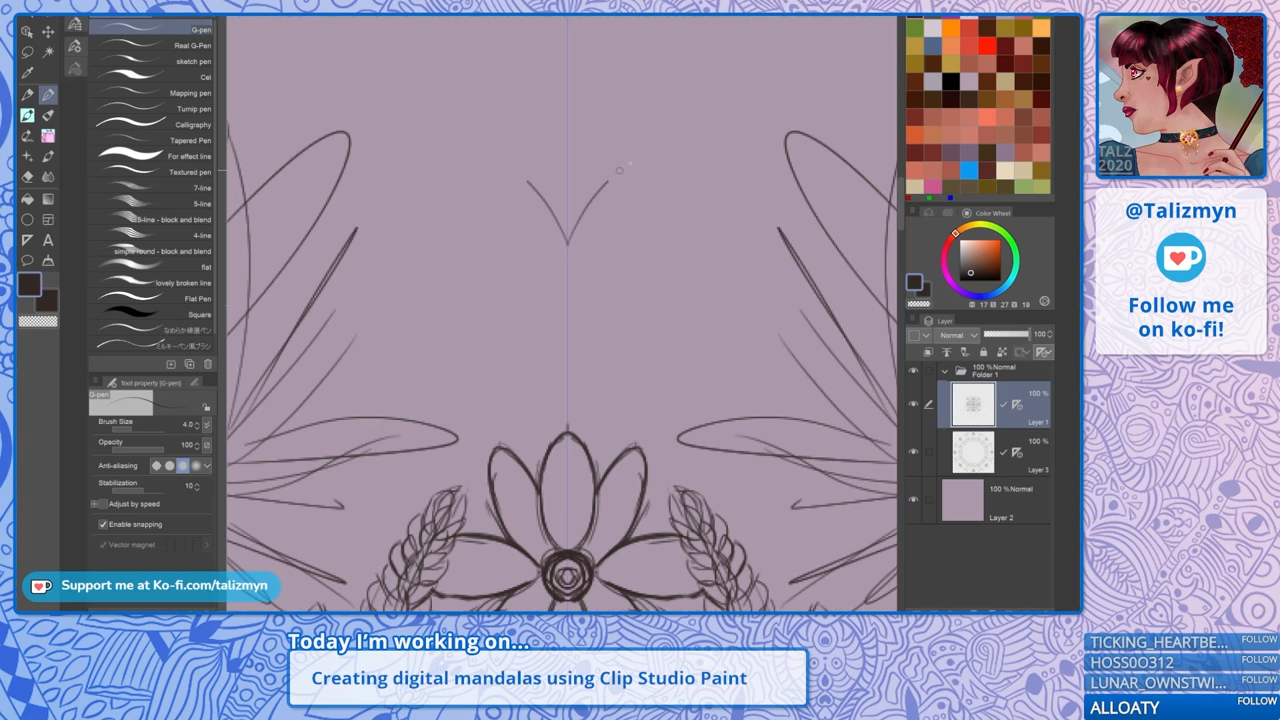 G-pen
Real G-Pen
sketch pen
Cel
Mapping pen
Turnip pen
Calligraphy
Tapered Pen
For effect line
Textured pen
7-line
5-line
5-line - block and blend
4-line
simple round - block and blend
flat
lovely broken line
Flat Pen
Square
Tool property [G-pen]
G-pen
Brush Size 4.0
Opacity 100
Anti-aliasing
Stabilization 10
Adjust by speed
Enable snapping
Vector magnet
Support me at Ko-fi.com/talizmyn
Color Wheel
H 17 S 27 V 19
Layer
Normal 100
100 %Normal
Folder 1
100 %
Layer 1
100 %
Layer 3
100 %Normal
Layer 2
TALZ
2020
@Talizmyn
Follow me
on ko-fi!
Today I'm working on...
Creating digital mandalas using Clip Studio Paint
TICKING_HEARTBE... FOLLOW
HOSS0O312 FOLLOW
LUNAR_OWNSTWI... FOLLOW
ALLOATY FOLLOW